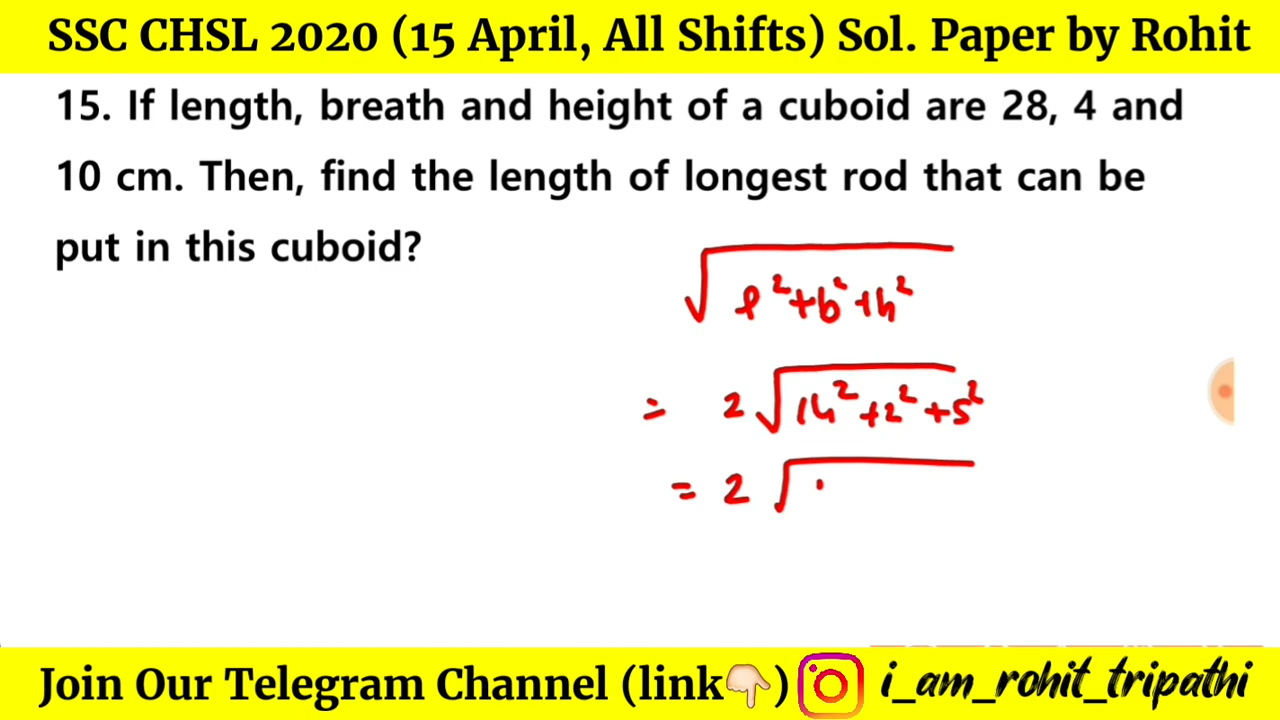 SSC CHSL 2020 (15 April, All Shifts) Sol. Paper by Rohit
15. If length, breath and height of a cuboid are 28, 4 and
10 cm. Then, find the length of longest rod that can be
put in this cuboid?
√l²+b²+h²
= 2√14²+2²+5²
= 2√
Join Our Telegram Channel (link👇🏻) i_am_rohit_tripathi